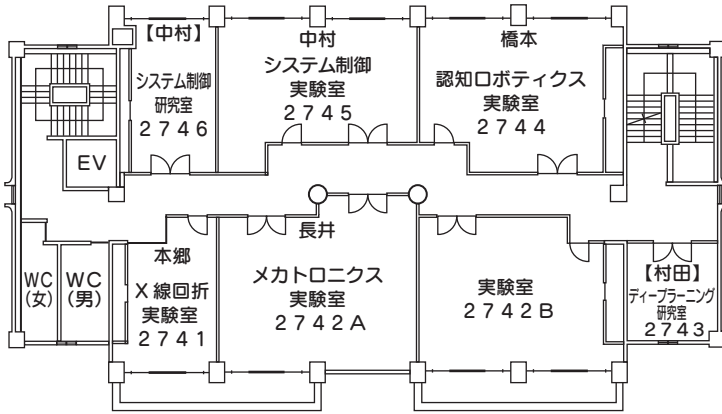 【中村】
システム制御
研究室
2746
中村
システム制御
実験室
2745
橋本
認知ロボティクス
実験室
2744
EV
WC
(女)
WC
(男)
本郷
X線回折
実験室
2741
長井
メカトロニクス
実験室
2742A
実験室
2742B
【村田】
ディープラーニング
研究室
2743